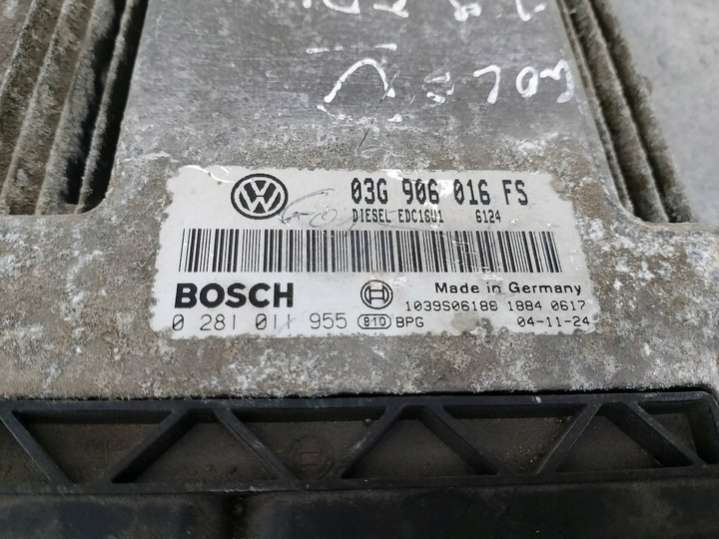 03G 906 016 FS
DIESEL EDC16U1 6124
BOSCH
Made in Germany
1039S06188 1884 0617
0 281 011 955 810 BPG 04-11-24